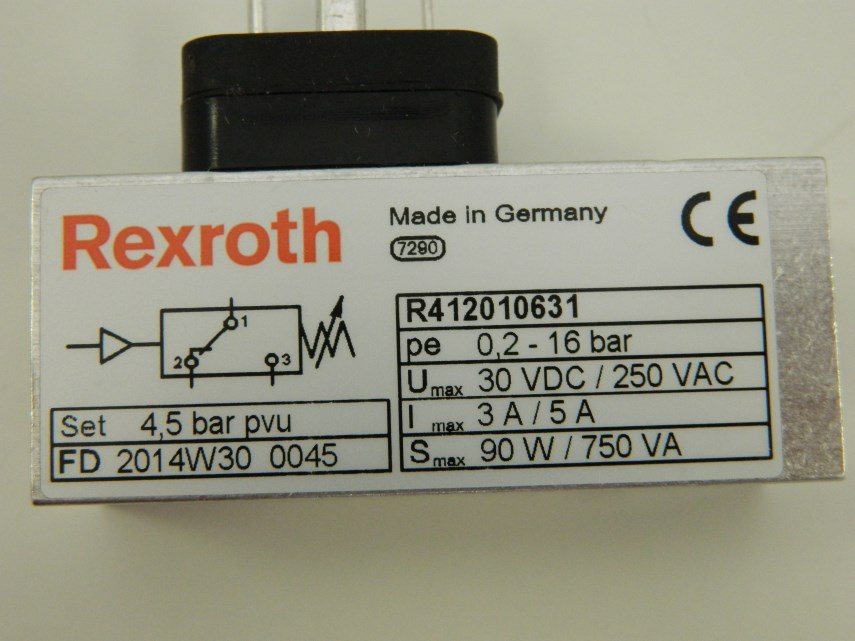 Rexroth
Made in Germany
7290
CE
1
2
3
R412010631
pe 0,2 - 16 bar
Umax 30 VDC / 250 VAC
I max 3 A / 5 A
Smax 90 W / 750 VA
Set 4,5 bar pvu
FD 2014W30 0045